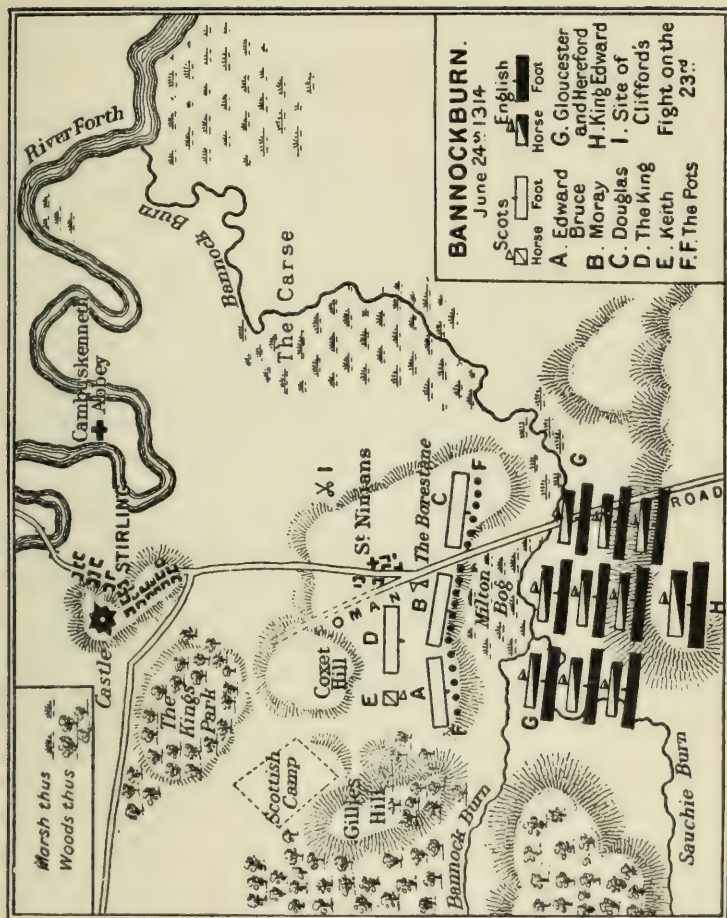 Marsh thus
Woods thus
River Forth
Castle
STIRLING
Cambuskenneth
Abbey
The
Kings
Park
Bannock
Burn
The Carse
Scottish
Camp
Coxet
Hill
Gillies
Hill
ROMAN
St Ninians
I
The Borestane
E
D
A
B
C
F
F
Milton
Bog
Bannock Burn
G
G
ROAD
H
Sauchie Burn
BANNOCKBURN.
June 24th 1314
Scots
Horse Foot
English
Horse Foot
A. Edward
Bruce
B. Moray
C. Douglas
D. The King
E. Keith
F.F. The Pots
G. Gloucester
and Hereford
H. King Edward
I. Site of
Clifford's
Fight on the
23rd